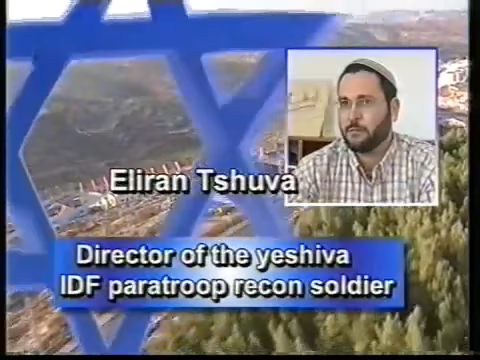 Eliran Tshuva
Director of the yeshiva
IDF paratroop recon soldier